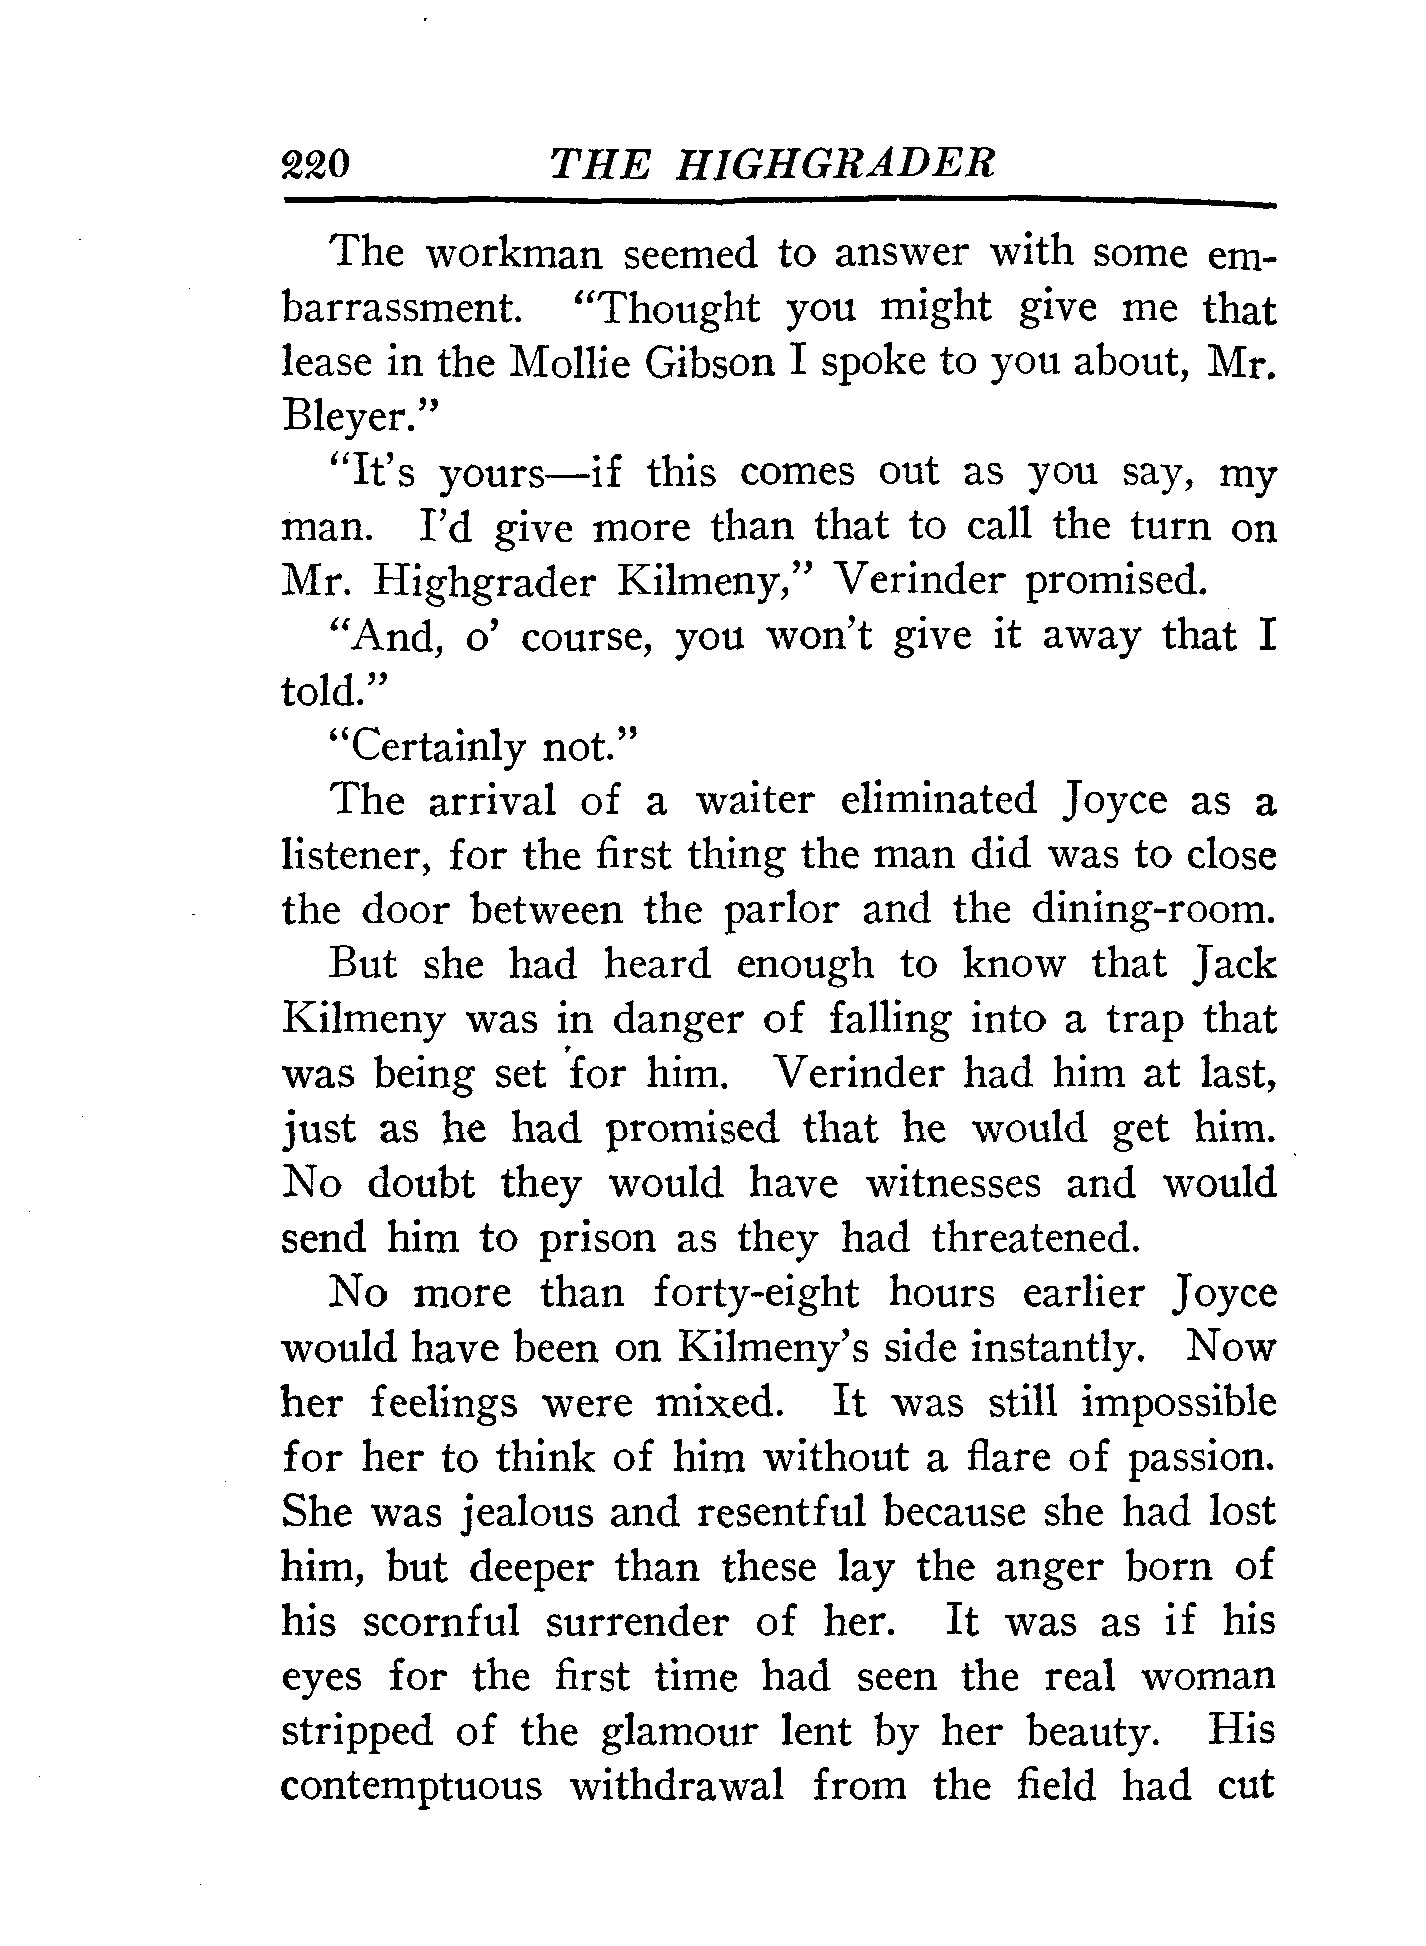 220 THE HIGHGRADER
The workman seemed to answer with some em-
barrassment. “Thought you might give me that
lease in the Mollie Gibson I spoke to you about, Mr.
Bleyer.”
“It's yours—if this comes out as you say, my
man. I'd give more than that to call the turn on
Mr. Highgrader Kilmeny,” Verinder promised.
“And, o' course, you won't give it away that I
told.”
“Certainly not.”
The arrival of a waiter eliminated Joyce as a
listener, for the first thing the man did was to close
the door between the parlor and the dining-room.
But she had heard enough to know that Jack
Kilmeny was in danger of falling into a trap that
was being set for him. Verinder had him at last,
just as he had promised that he would get him.
No doubt they would have witnesses and would
send him to prison as they had threatened.
No more than forty-eight hours earlier Joyce
would have been on Kilmeny's side instantly. Now
her feelings were mixed. It was still impossible
for her to think of him without a flare of passion.
She was jealous and resentful because she had lost
him, but deeper than these lay the anger born of
his scornful surrender of her. It was as if his
eyes for the first time had seen the real woman
stripped of the glamour lent by her beauty. His
contemptuous withdrawal from the field had cut